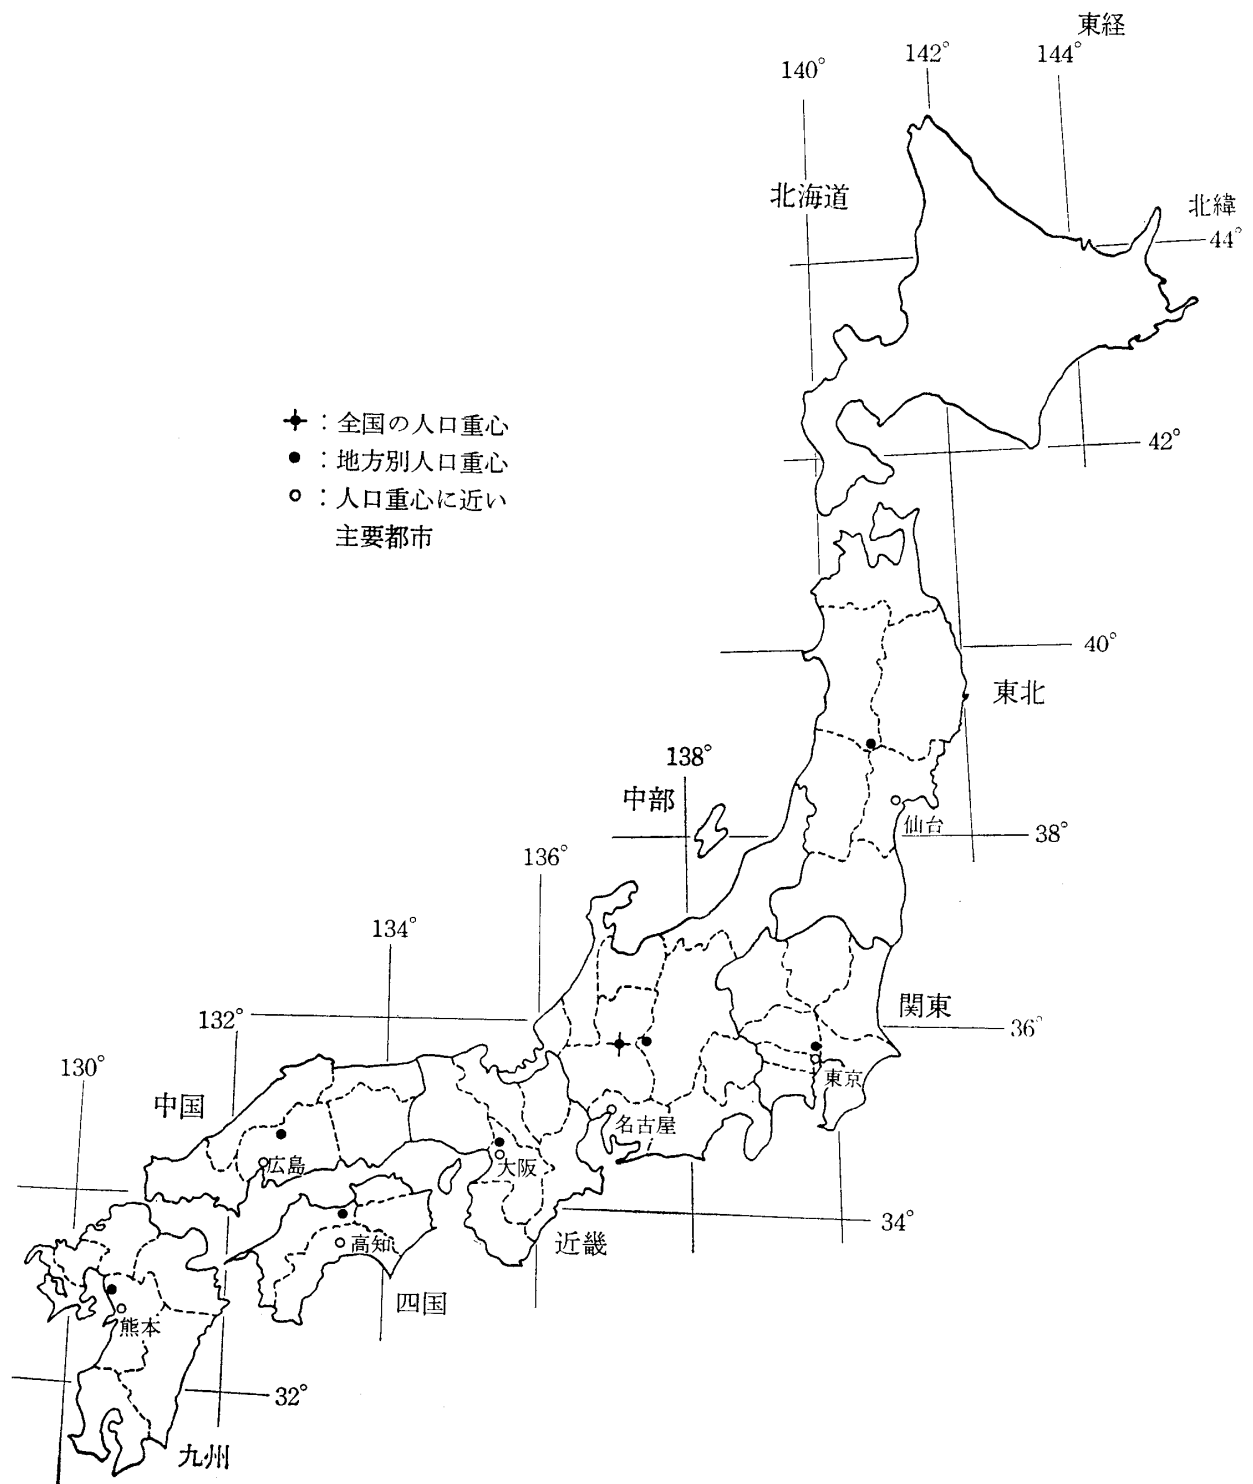 東経
140°
142°
144°
北海道
北緯
44°
：全国の人口重心
：地方別人口重心
：人口重心に近い
主要都市
42°
40°
東北
138°
中部
仙台
38°
136°
134°
関東
132°
36°
130°
東京
中国
名古屋
広島
大阪
34°
近畿
高知
四国
熊本
32°
九州